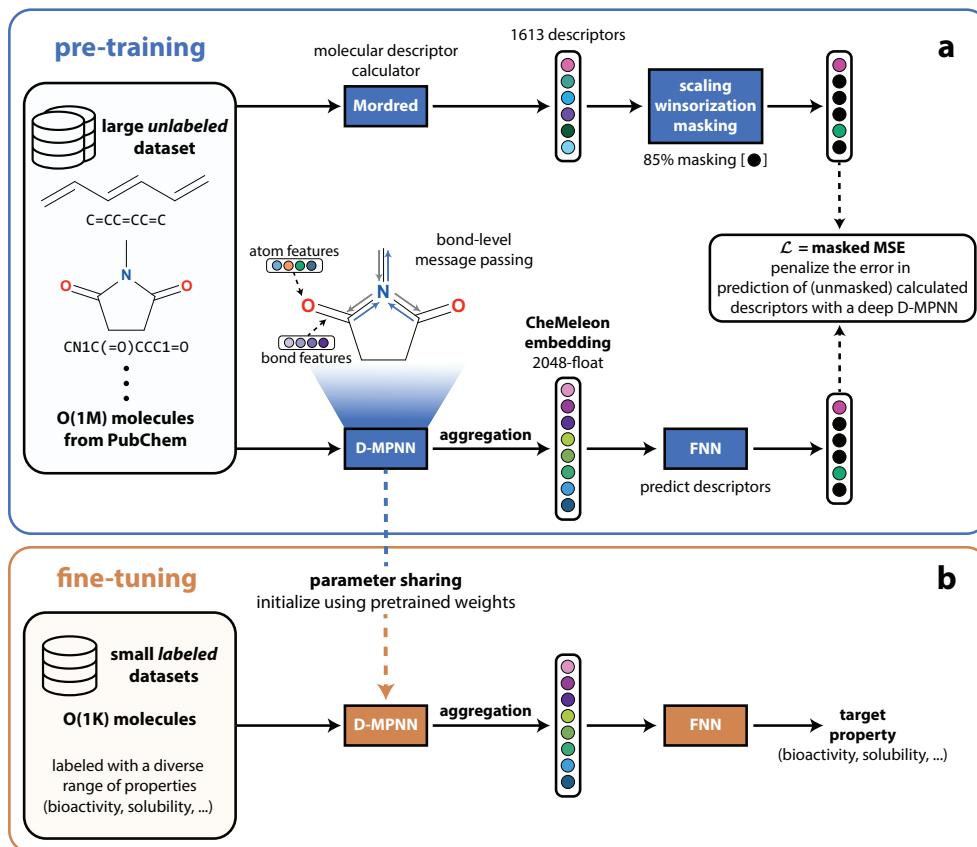 pre-training
a
large unlabeled
dataset
C=CC=CC=C
N
O
O
CN1C(=O)CCC1=O
O(1M) molecules
from PubChem
molecular descriptor
calculator
Mordred
1613 descriptors
scaling
winsorization
masking
85% masking [●]
ℒ = masked MSE
penalize the error in
prediction of (unmasked) calculated
descriptors with a deep D-MPNN
atom features
bond-level
message passing
N
O
O
bond features
D-MPNN
aggregation
CheMeleon
embedding
2048-float
FNN
predict descriptors
fine-tuning
b
parameter sharing
initialize using pretrained weights
small labeled
datasets
O(1K) molecules
labeled with a diverse
range of properties
(bioactivity, solubility, ...)
D-MPNN
aggregation
FNN
target
property
(bioactivity, solubility, ...)